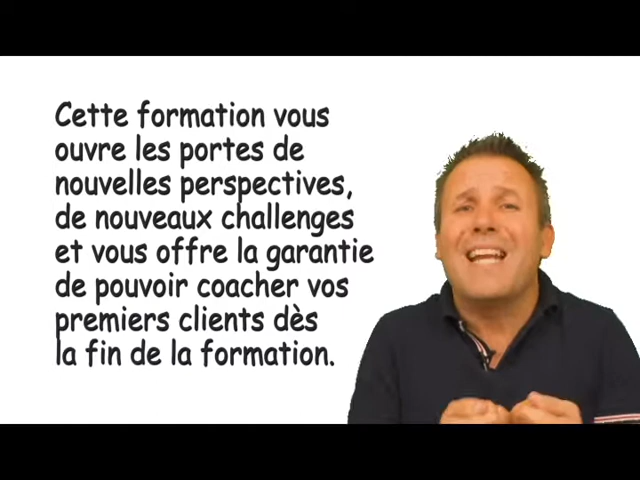 Cette formation vous
ouvre les portes de
nouvelles perspectives,
de nouveaux challenges
et vous offre la garantie
de pouvoir coacher vos
premiers clients dès
la fin de la formation.